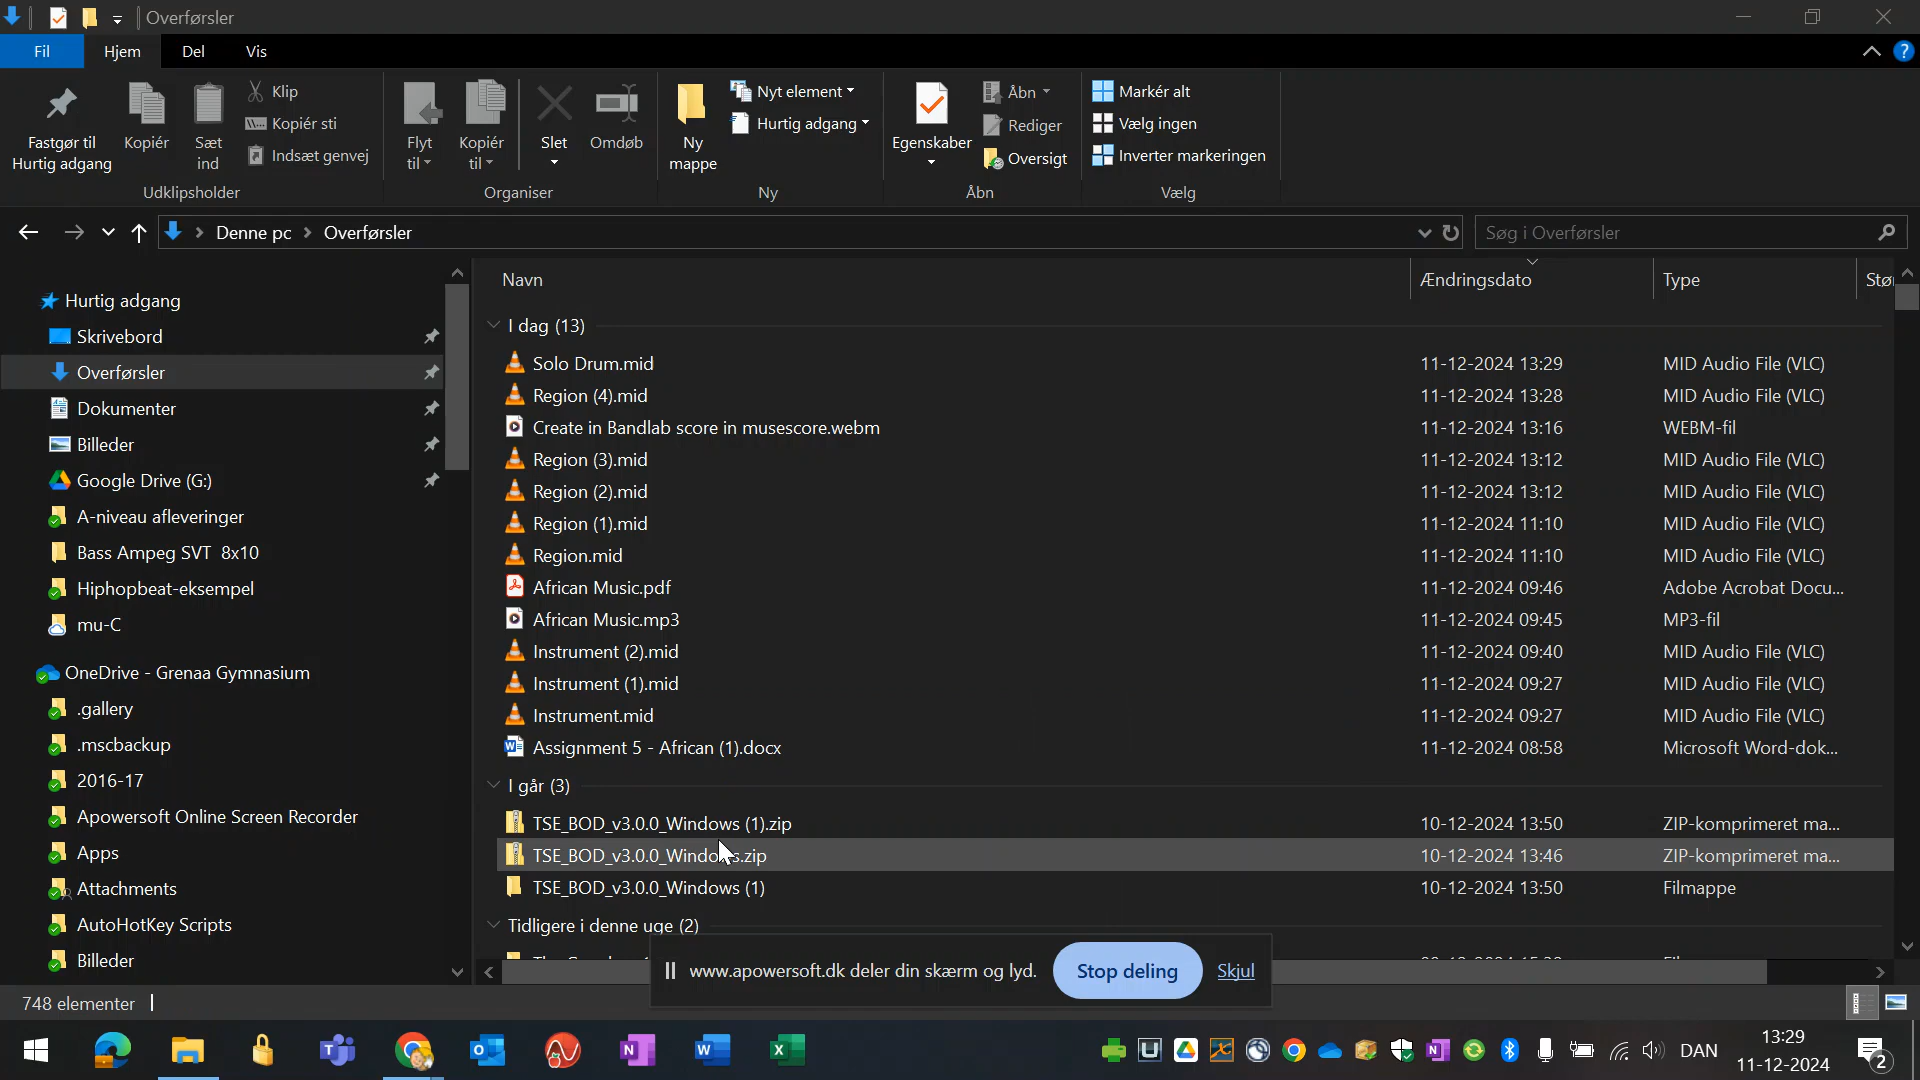 Overførsler
Fil Hjem Del Vis
Fastgør til
Hurtig adgang
Kopiér
Sæt
ind
Klip
Kopiér sti
Indsæt genvej
Udklipsholder
Flyt
til
Kopiér
til
Slet
Omdøb
Organiser
Ny
mappe
Nyt element
Hurtig adgang
Ny
Egenskaber
Åbn
Rediger
Oversigt
Åbn
Markér alt
Vælg ingen
Inverter markeringen
Vælg
Denne pc Overførsler
Søg i Overførsler
Hurtig adgang
Skrivebord
Overførsler
Dokumenter
Billeder
Google Drive (G:)
A-niveau afleveringer
Bass Ampeg SVT 8x10
Hiphopbeat-eksempel
mu-C
OneDrive - Grenaa Gymnasium
.gallery
.mscbackup
2016-17
Apowersoft Online Screen Recorder
Apps
Attachments
AutoHotKey Scripts
Billeder
Navn Ændringsdato Type Stør
I dag (13)
Solo Drum.mid 11-12-2024 13:29 MID Audio File (VLC)
Region (4).mid 11-12-2024 13:28 MID Audio File (VLC)
Create in Bandlab score in musescore.webm 11-12-2024 13:16 WEBM-fil
Region (3).mid 11-12-2024 13:12 MID Audio File (VLC)
Region (2).mid 11-12-2024 13:12 MID Audio File (VLC)
Region (1).mid 11-12-2024 11:10 MID Audio File (VLC)
Region.mid 11-12-2024 11:10 MID Audio File (VLC)
African Music.pdf 11-12-2024 09:46 Adobe Acrobat Docu...
African Music.mp3 11-12-2024 09:45 MP3-fil
Instrument (2).mid 11-12-2024 09:40 MID Audio File (VLC)
Instrument (1).mid 11-12-2024 09:27 MID Audio File (VLC)
Instrument.mid 11-12-2024 09:27 MID Audio File (VLC)
Assignment 5 - African (1).docx 11-12-2024 08:58 Microsoft Word-dok...
I går (3)
TSE_BOD_v3.0.0_Windows (1).zip 10-12-2024 13:50 ZIP-komprimeret ma...
TSE_BOD_v3.0.0_Windows.zip 10-12-2024 13:46 ZIP-komprimeret ma...
TSE_BOD_v3.0.0_Windows (1) 10-12-2024 13:50 Filmappe
Tidligere i denne uge (2)
www.apowersoft.dk deler din skærm og lyd. Stop deling Skjul
748 elementer
DAN
13:29
11-12-2024
2